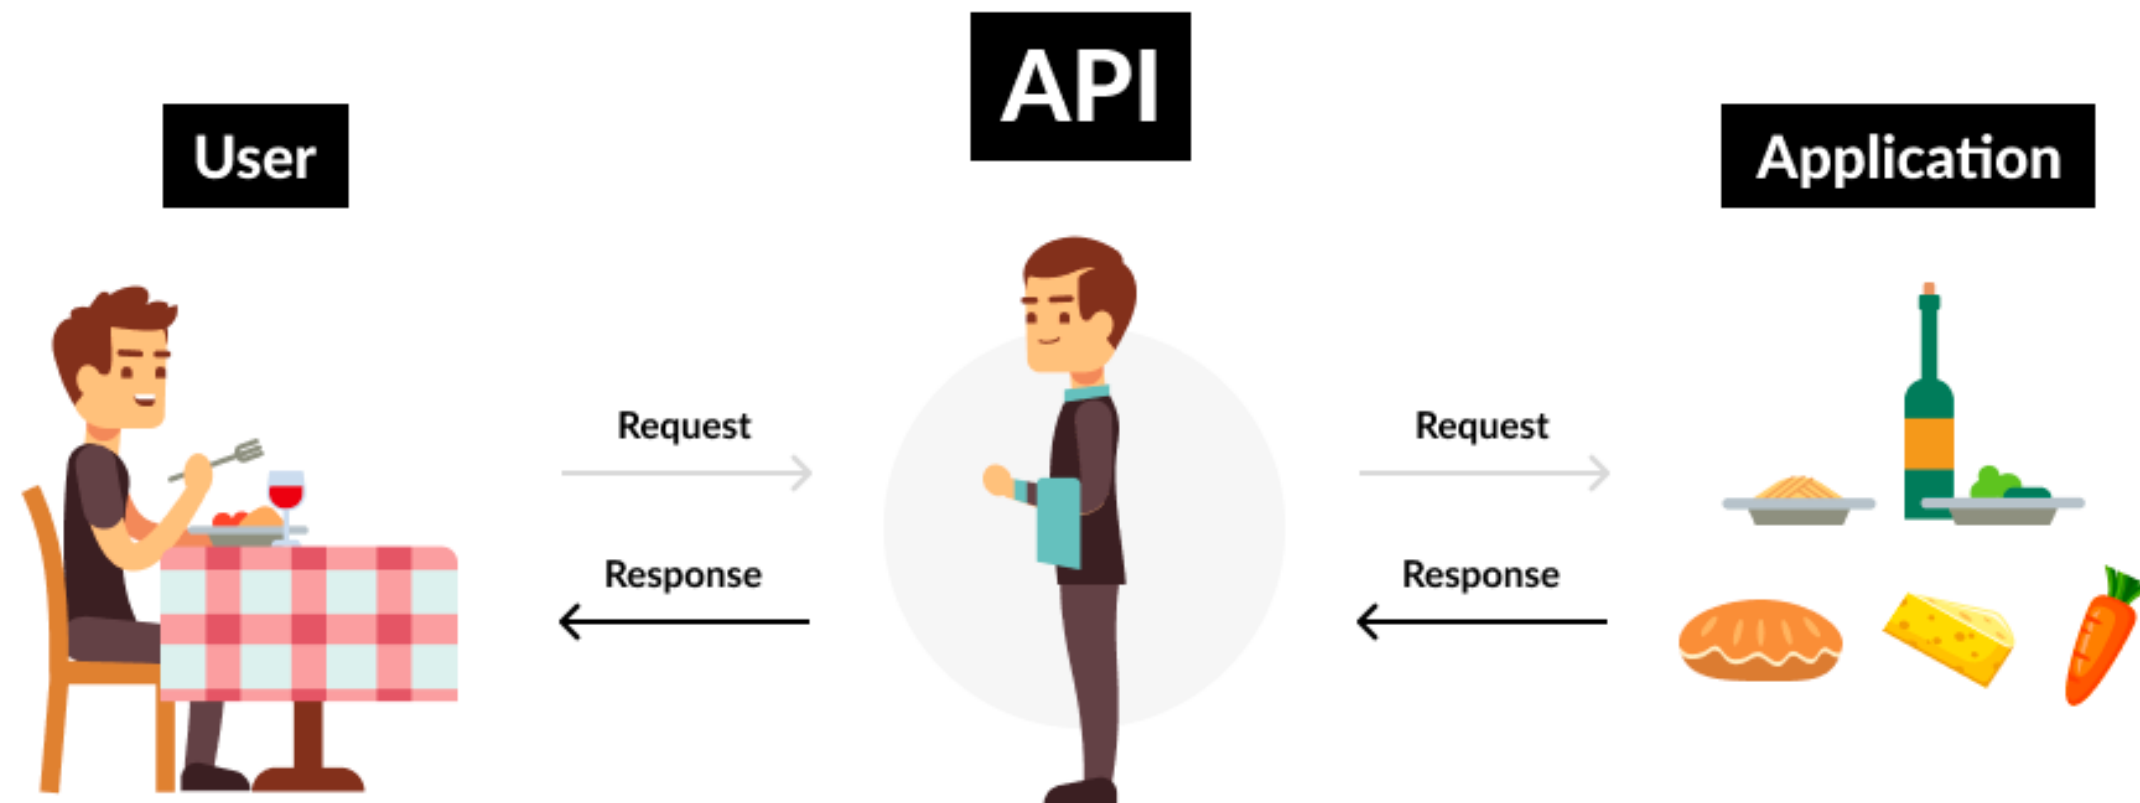 API
User
Application
Request
Request
Response
Response